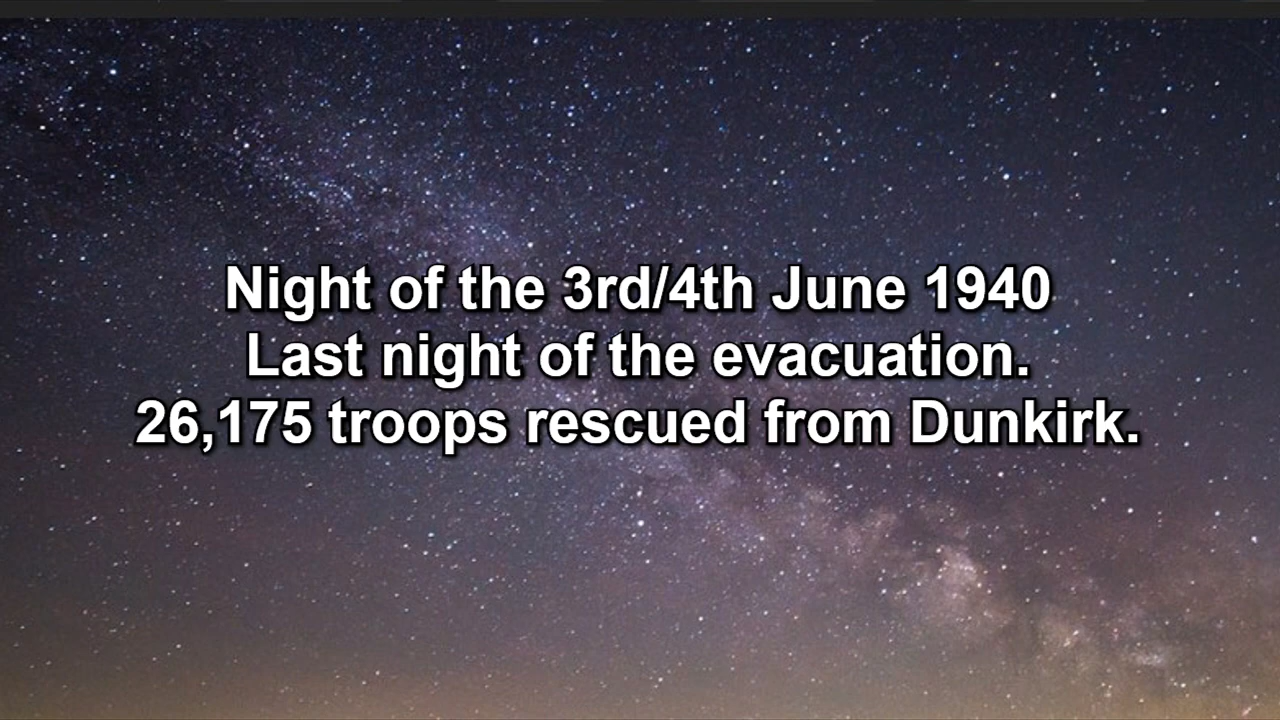 Night of the 3rd/4th June 1940
Last night of the evacuation.
26,175 troops rescued from Dunkirk.